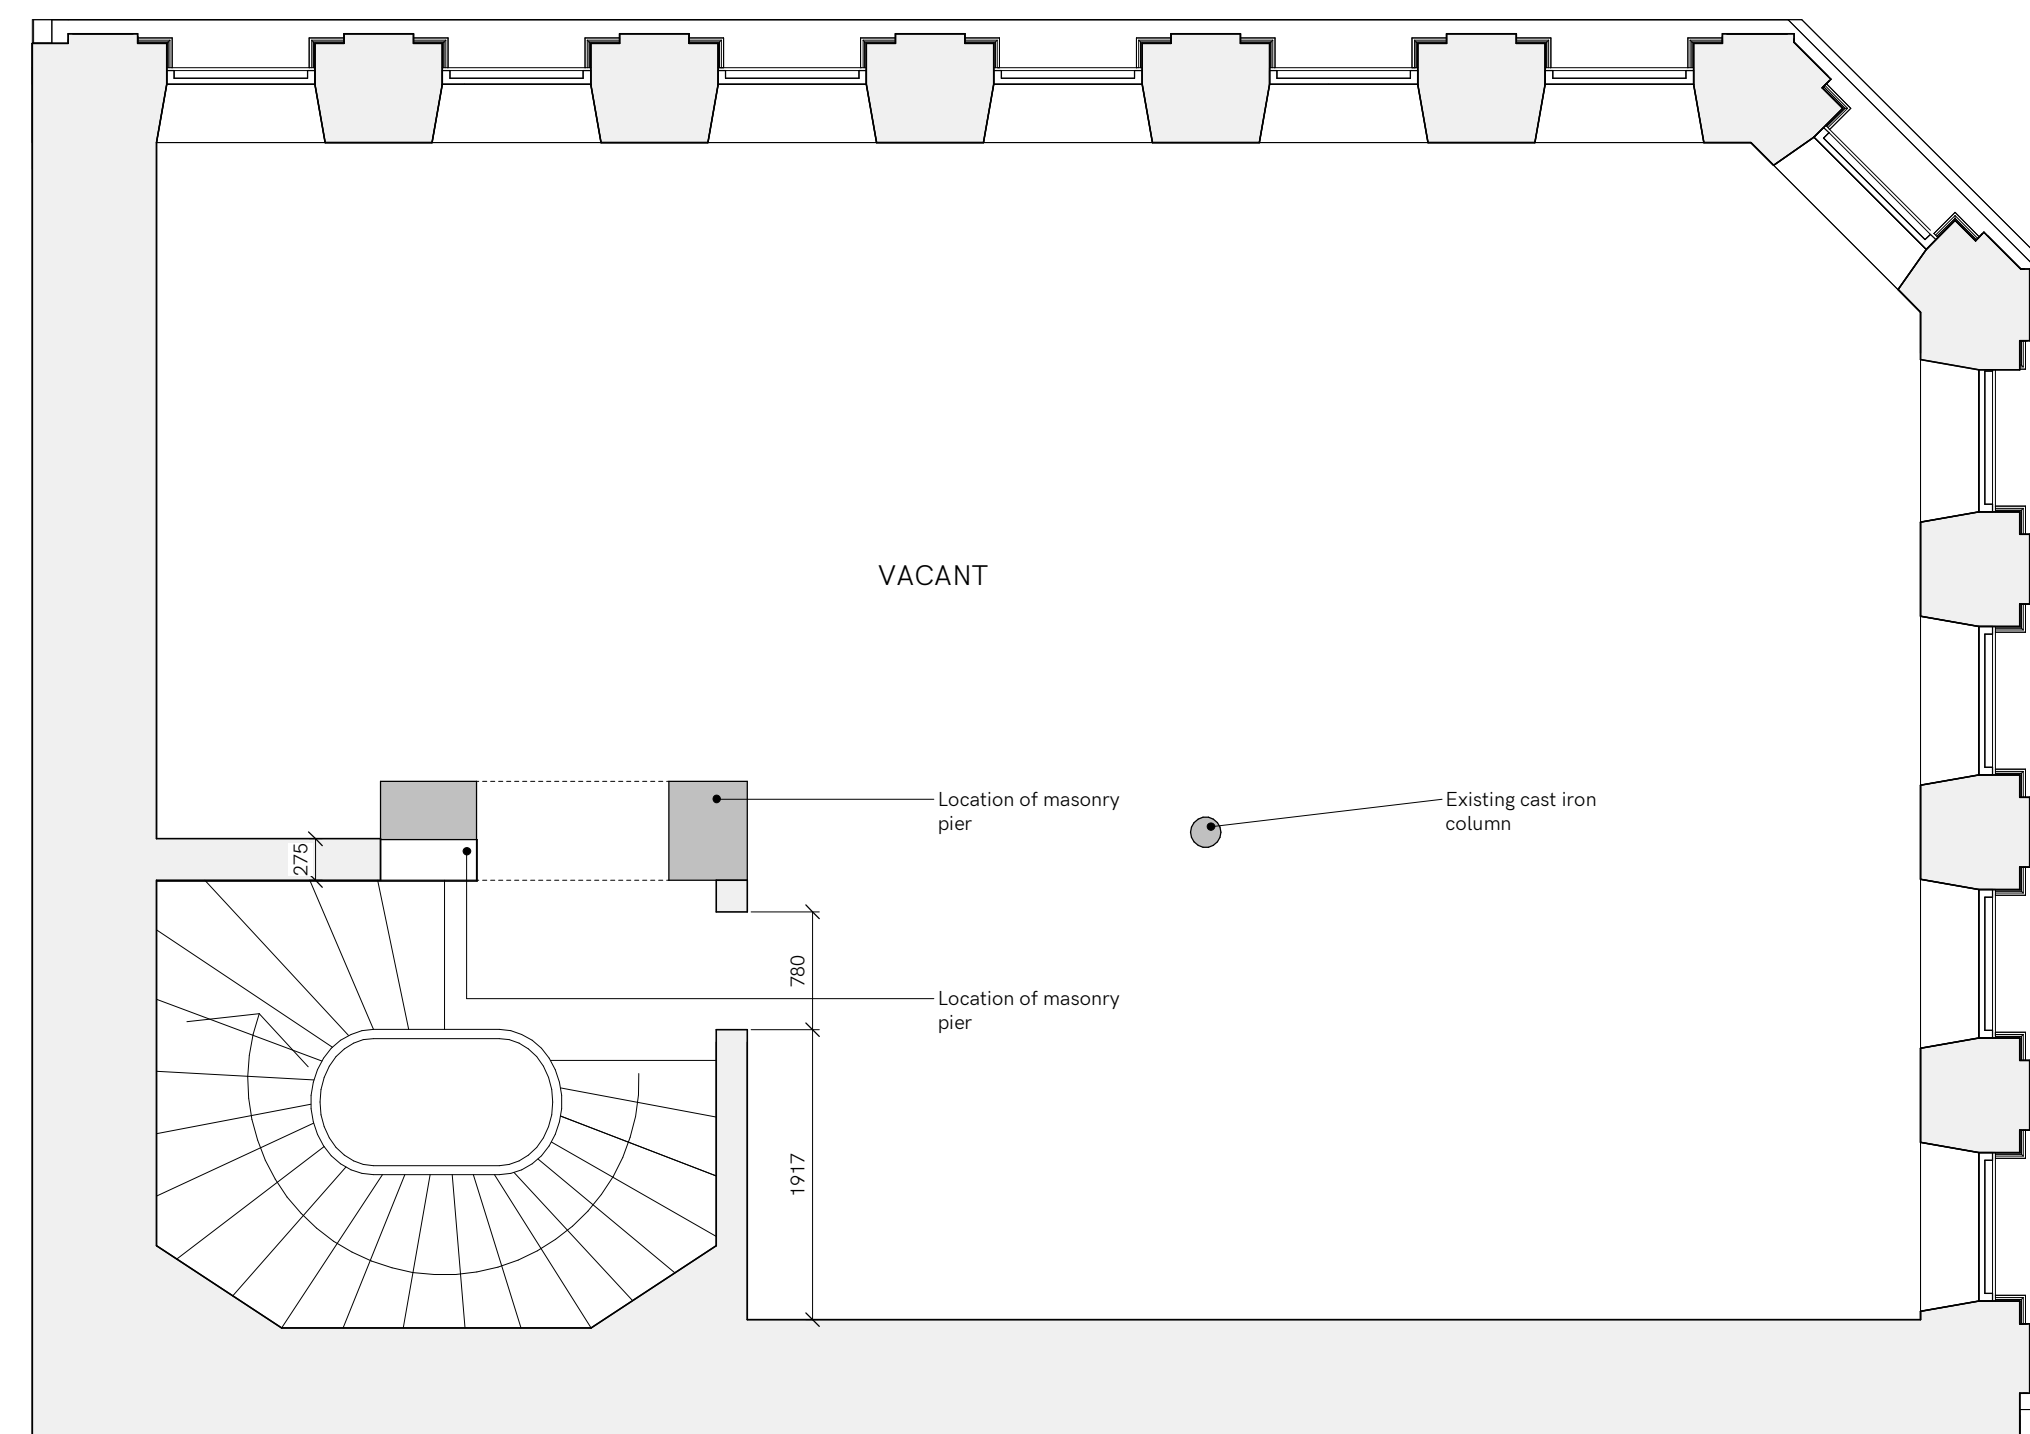 VACANT
Location of masonry
pier
Existing cast iron
column
275
780
Location of masonry
pier
1917